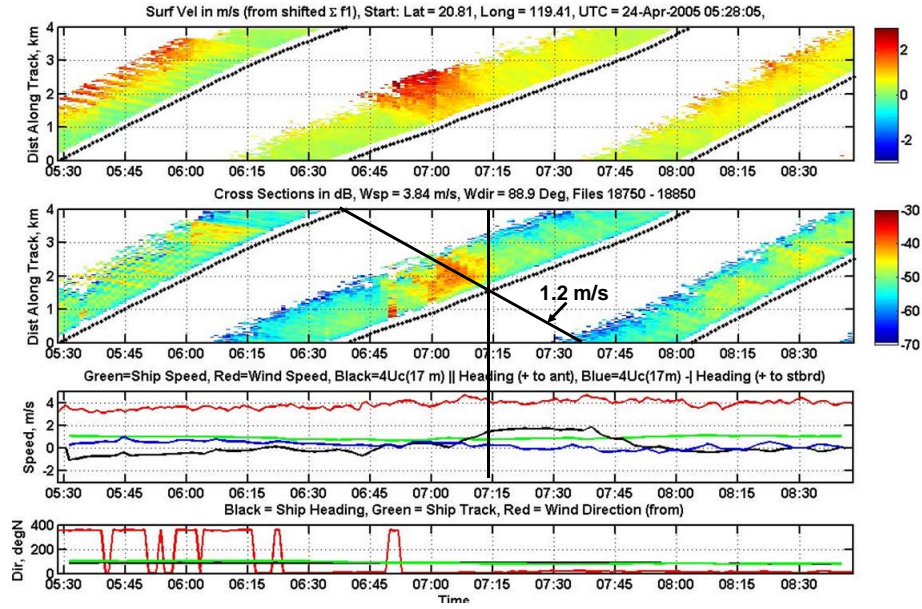 Surf Vel in m/s (from shifted Σ f1), Start: Lat = 20.81, Long = 119.41, UTC = 24-Apr-2005 05:28:05,
Dist Along Track, km
4
3
2
1
0
05:30 05:45 06:00 06:15 06:30 06:45 07:00 07:15 07:30 07:45 08:00 08:15 08:30
2
0
-2
Cross Sections in dB, Wsp = 3.84 m/s, Wdir = 88.9 Deg, Files 18750 - 18850
Dist Along Track, km
4
3
2
1
0
1.2 m/s
05:30 05:45 06:00 06:15 06:30 06:45 07:00 07:15 07:30 07:45 08:00 08:15 08:30
-30
-40
-50
-60
-70
Green=Ship Speed, Red=Wind Speed, Black=4Uc(17 m) || Heading (+ to ant), Blue=4Uc(17m) -| Heading (+ to stbrd)
Speed, m/s
4
2
0
-2
05:30 05:45 06:00 06:15 06:30 06:45 07:00 07:15 07:30 07:45 08:00 08:15 08:30
Black = Ship Heading, Green = Ship Track, Red = Wind Direction (from)
Dir, degN
400
200
0
05:30 05:45 06:00 06:15 06:30 06:45 07:00 07:15 07:30 07:45 08:00 08:15 08:30
Time